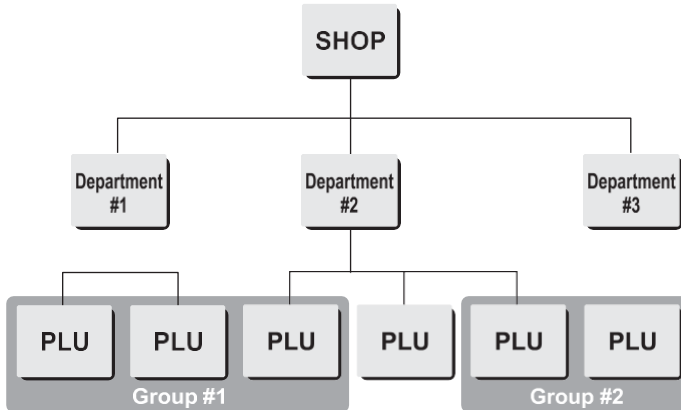 SHOP
Department
#1
Department
#2
Department
#3
PLU
PLU
PLU
PLU
PLU
PLU
Group #1
Group #2